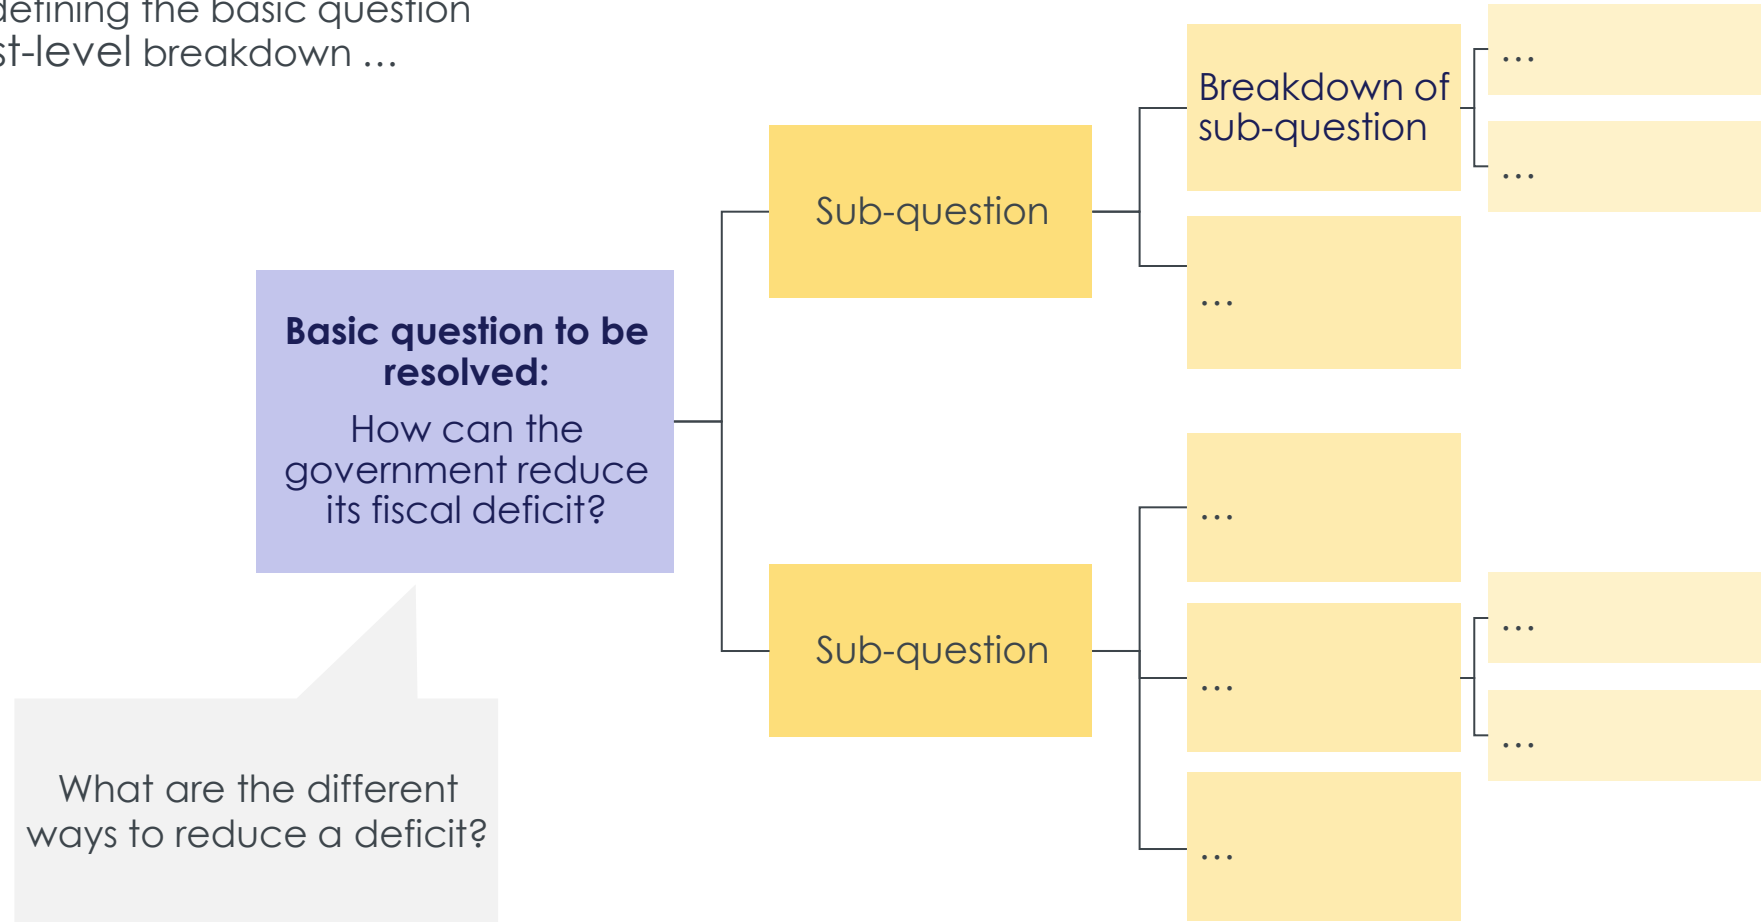 defining the basic question
st-level breakdown …
Breakdown of
sub-question
…
…
Sub-question
…
Basic question to be
resolved:
How can the
government reduce
its fiscal deficit?
…
Sub-question
…
…
…
…
What are the different
ways to reduce a deficit?